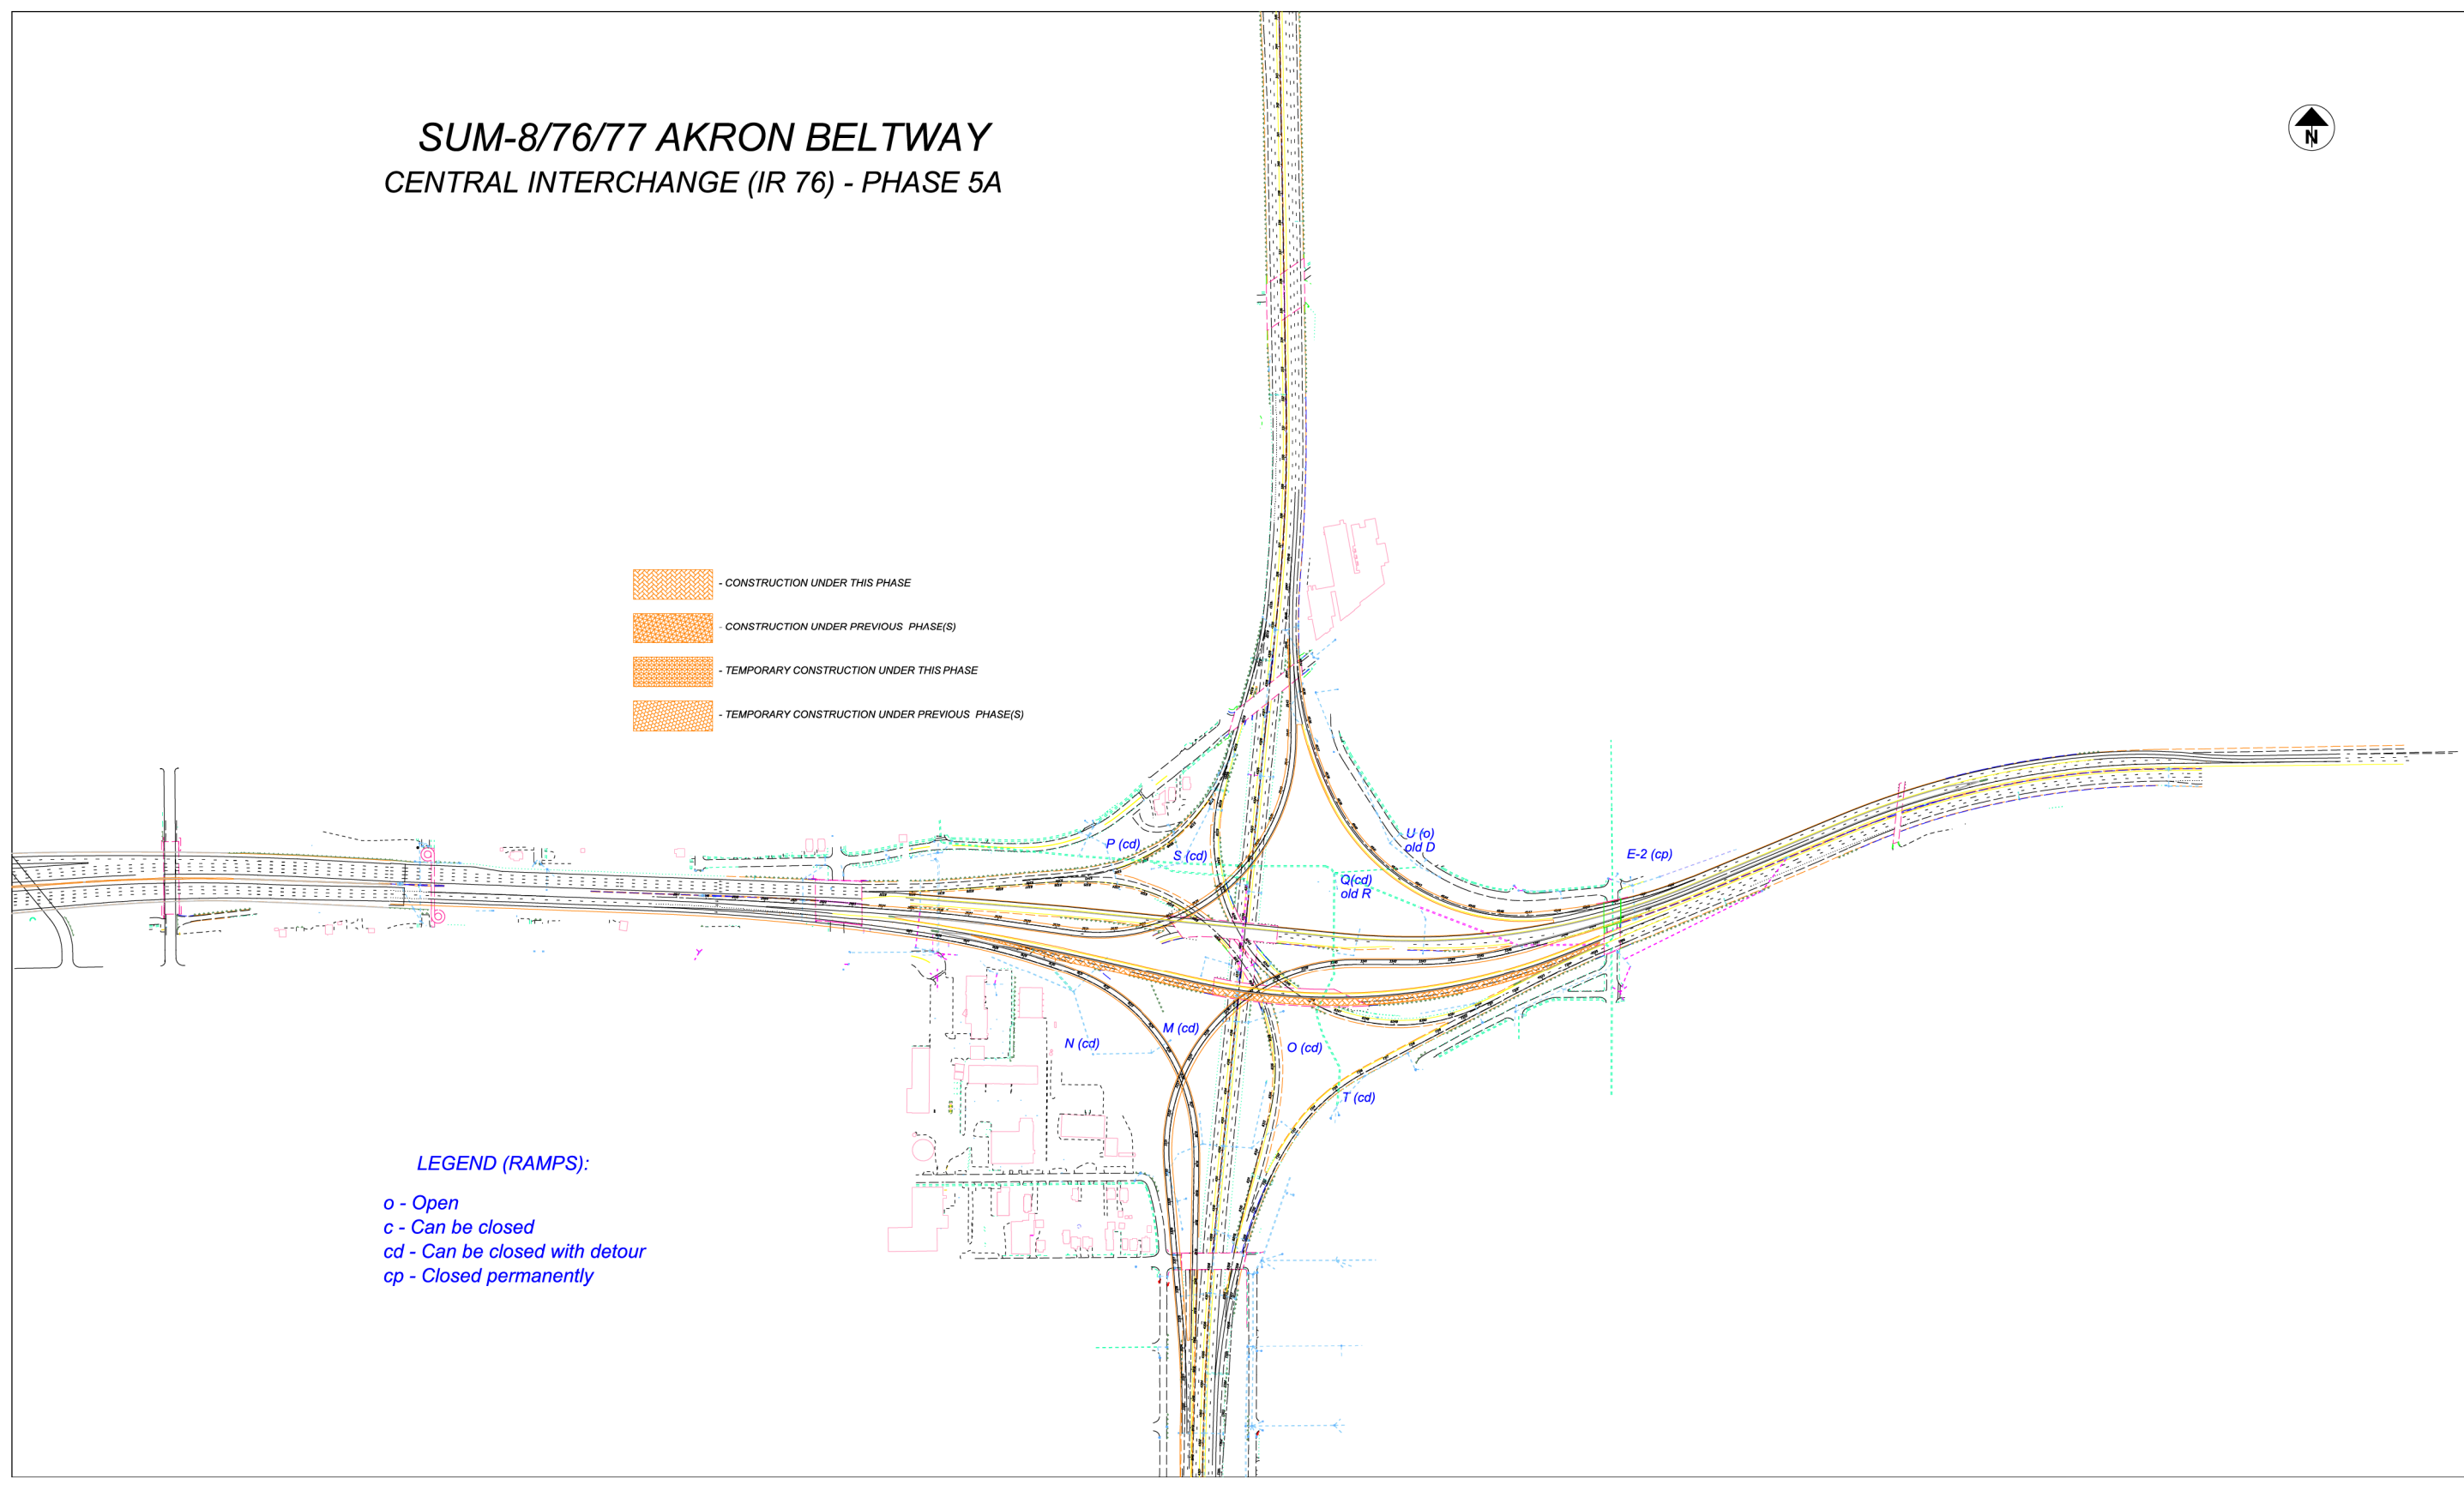 SUM-8/76/77 AKRON BELTWAY
CENTRAL INTERCHANGE (IR 76) - PHASE 5A
N
- CONSTRUCTION UNDER THIS PHASE
- CONSTRUCTION UNDER PREVIOUS PHASE(S)
- TEMPORARY CONSTRUCTION UNDER THIS PHASE
- TEMPORARY CONSTRUCTION UNDER PREVIOUS PHASE(S)
P (cd)
S (cd)
U (o)
old D
E-2 (cp)
Q(cd)
old R
M (cd)
N (cd)
O (cd)
T (cd)
LEGEND (RAMPS):
o - Open
c - Can be closed
cd - Can be closed with detour
cp - Closed permanently